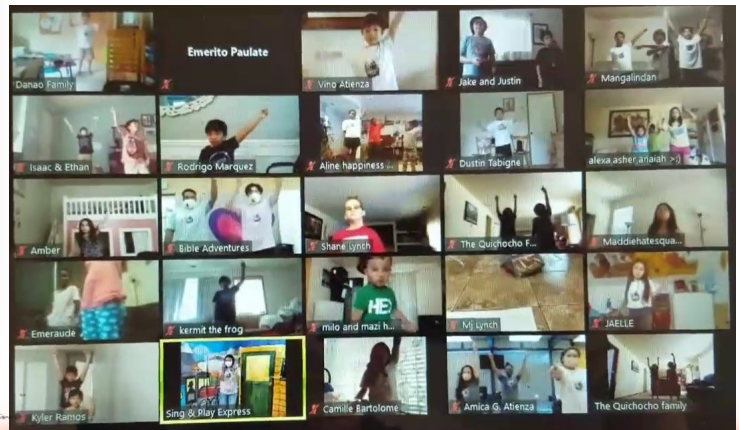 Danao Family
Emerito Paulate
Vino Atienza
Jake and Justin
Mangalindan
Isaac & Ethan
Rodrigo Marquez
Aline happiness ...
Dustin Tabigne
alexa,asher,anaiah >:)
Amber
Bible Adventures
Shane Lynch
The Quichocho F...
Maddiehatesqua...
Emeraude
kermit the frog
milo and mazi h...
HE
Mj Lynch
JAELLE
Kyler Ramos
Sing & Play Express
Camille Bartolome
Amica G. Atienza
The Quichocho family